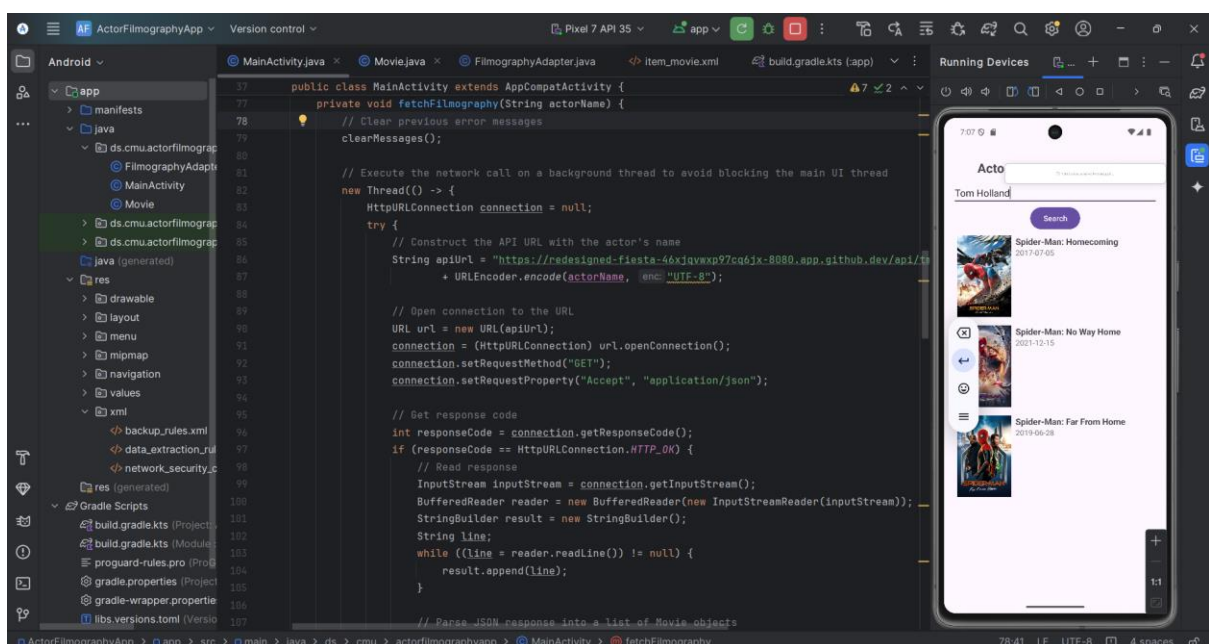 AF ActorFilmographyApp Version control Pixel 7 API 35 app
Android
MainActivity.java Movie.java FilmographyAdapter.java item_movie.xml build.gradle.kts (:app)
Running Devices
app
manifests
java
ds.cmu.actorfilmograp
FilmographyAdapte
MainActivity
Movie
ds.cmu.actorfilmograp
ds.cmu.actorfilmograp
java (generated)
res
drawable
layout
menu
mipmap
navigation
values
xml
backup_rules.xml
data_extraction_rul
network_security_c
res (generated)
Gradle Scripts
build.gradle.kts (Project:
build.gradle.kts (Module
proguard-rules.pro (ProG
gradle.properties (Project
gradle-wrapper.propertie
libs.versions.toml (Versio
7 2
37 public class MainActivity extends AppCompatActivity {
77 private void fetchFilmography(String actorName) {
78 // Clear previous error messages
79 clearMessages();
80
81 // Execute the network call on a background thread to avoid blocking the main UI thread
82 new Thread(() -> {
83 HttpURLConnection connection = null;
84 try {
85 // Construct the API URL with the actor's name
86 String apiUrl = "https://redesigned-fiesta-46xjqvwxp97cq6jx-8080.app.github.dev/api/
87 + URLEncoder.encode(actorName, enc: "UTF-8");
88
89 // Open connection to the URL
90 URL url = new URL(apiUrl);
91 connection = (HttpURLConnection) url.openConnection();
92 connection.setRequestMethod("GET");
93 connection.setRequestProperty("Accept", "application/json");
94
95 // Get response code
96 int responseCode = connection.getResponseCode();
97 if (responseCode == HttpURLConnection.HTTP_OK) {
98 // Read response
99 InputStream inputStream = connection.getInputStream();
100 BufferedReader reader = new BufferedReader(new InputStreamReader(inputStream));
101 StringBuilder result = new StringBuilder();
102 String line;
103 while ((line = reader.readLine()) != null) {
104 result.append(line);
105 }
106
107 // Parse JSON response into a list of Movie objects
7:07
Acto
Tom Holland
Search
Spider-Man: Homecoming
2017-07-05
Spider-Man: No Way Home
2021-12-15
Spider-Man: Far From Home
2019-06-28
1:1
ActorFilmographyApp > app > src > main > java > ds > cmu > actorfilmographyapp > MainActivity > fetchFilmography
78:41 LF UTF-8 4 spaces